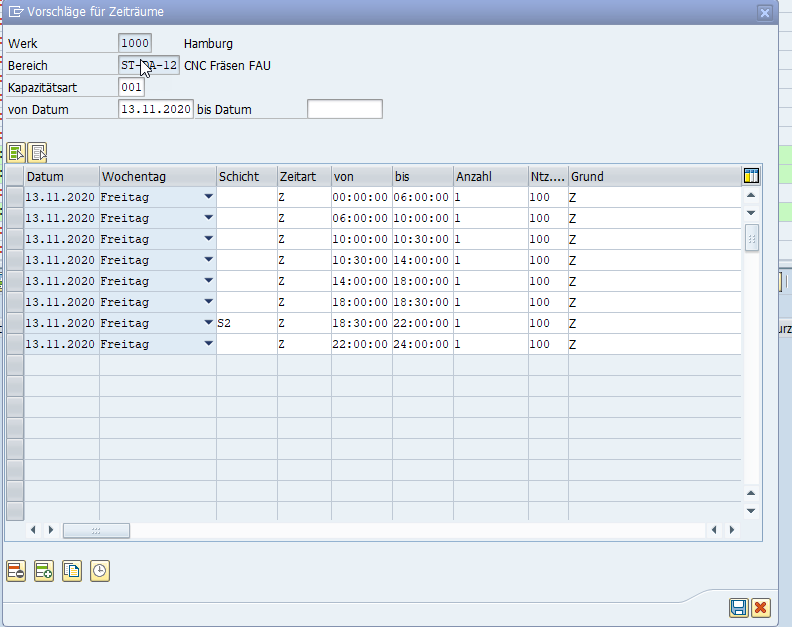 Vorschläge für Zeiträume
Werk 1000 Hamburg
Bereich CNC Fräsen FAU
Kapazitätsart 001
von Datum 13.11.2020 bis Datum
Datum Wochentag Schicht Zeitart von bis Anzahl Ntz.... Grund
13.11.2020 Freitag Z 00:00:00 06:00:00 1 100 Z
13.11.2020 Freitag Z 06:00:00 10:00:00 1 100 Z
13.11.2020 Freitag Z 10:00:00 10:30:00 1 100 Z
13.11.2020 Freitag Z 10:30:00 14:00:00 1 100 Z
13.11.2020 Freitag Z 14:00:00 18:00:00 1 100 Z
13.11.2020 Freitag Z 18:00:00 18:30:00 1 100 Z
13.11.2020 Freitag S2 Z 18:30:00 22:00:00 1 100 Z
13.11.2020 Freitag Z 22:00:00 24:00:00 1 100 Z